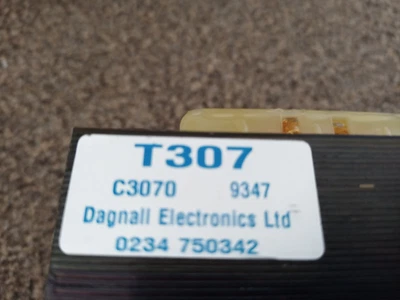 T307
C3070 9347
Dagnall Electronics Ltd
0234 750342